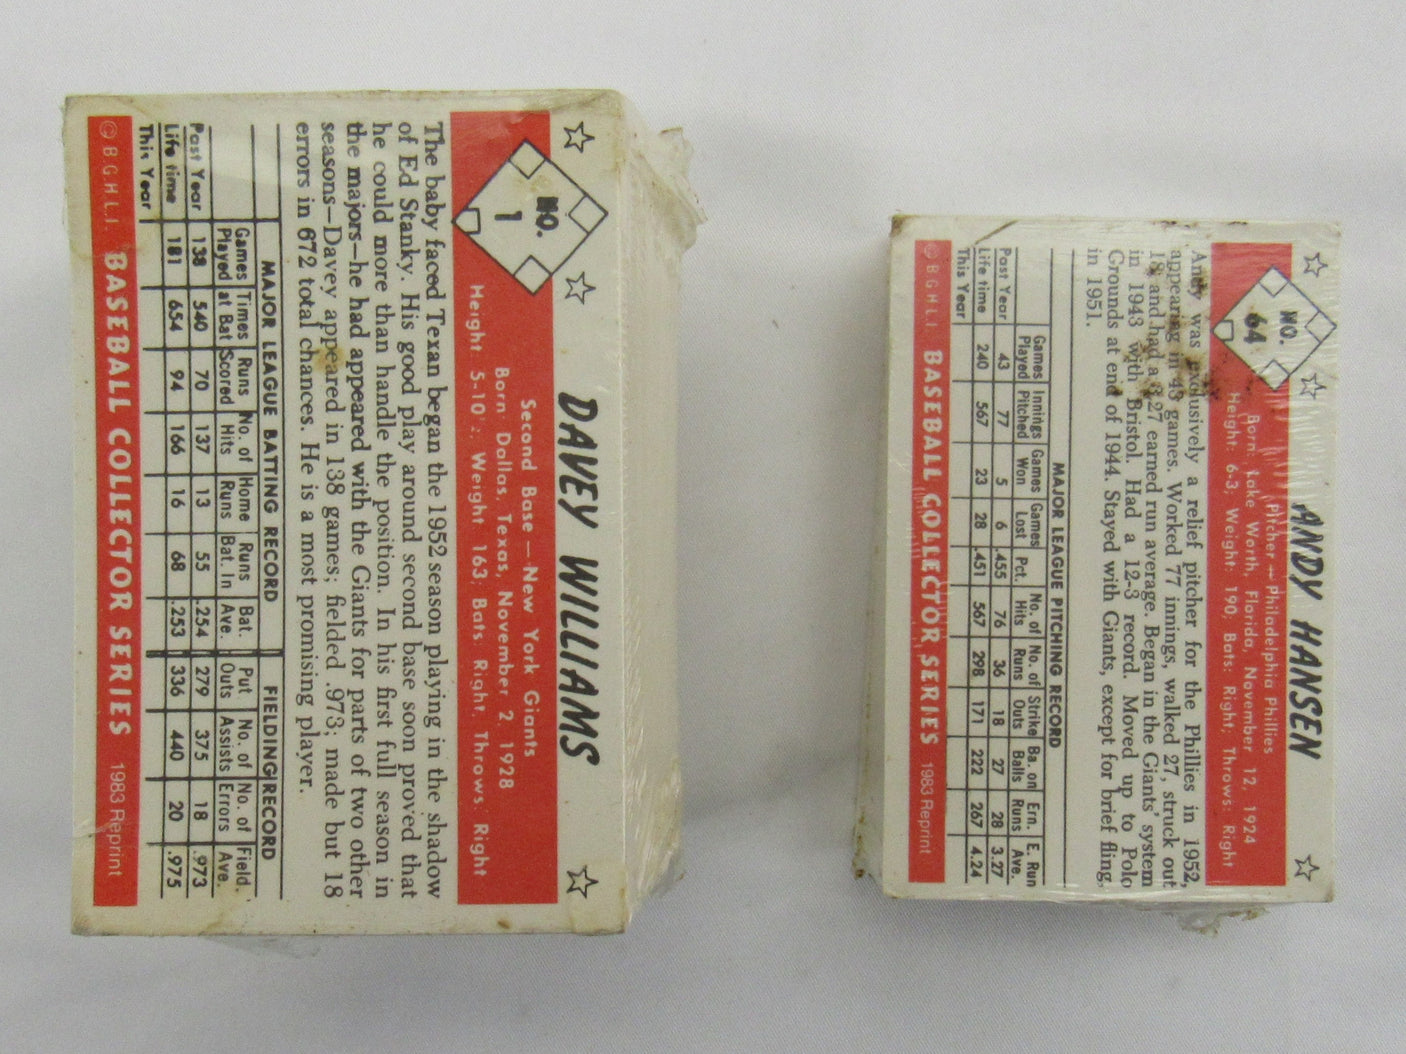 DAVEY WILLIAMS
NO.
1
Second Base — New York Giants
Born Dallas, Texas, November 2 1928
Height 5-10 : Weight 163; Bats: Right, Throws: Right
The baby faced Texan began the 1952 season playing in the shadow
of Ed Stanky. His good play around second base soon proved that
he could more than handle the position. In his first full season in
the majors—he had appeared with the Giants for parts of two other
seasons—Davey appeared in 138 games; fielded .973; made but 18
errors in 672 total chances. He is a most promising player.
MAJOR LEAGUE BATTING RECORD FIELDING RECORD
Games Times Runs No. of Home Runs Bat. Put No. of No. of Field.
Played at Bat Scored Hits Runs Bat. In Ave. Outs Assists Errors Ave.
Past Year 138 540 70 137 13 55 .254 279 375 18 .973
Life time 181 654 94 166 16 68 .253 336 440 20 .975
This Year
© B.G.H.L.I. BASEBALL COLLECTOR SERIES 1983 Reprint
ANDY HANSEN
NO.
64
Pitcher — Philadelphia Phillies
Born: Lake Worth, Florida, November 12, 1924
Height: 6-3; Weight: 190; Bats: Right; Throws: Right
Andy was exclusively a relief pitcher for the Phillies in 1952,
appearing in 43 games. Worked 77 innings, walked 27, struck out
18 and had a 3.27 earned run average. Began in the Giants' system
in 1943 with Bristol. Had a 12-3 record. Moved up to Polo
Grounds at end of 1944. Stayed with Giants, except for brief fling,
in 1951.
MAJOR LEAGUE PITCHING RECORD
Games Innings Games Games Pct. No. of No. of Strike Ba. on Ern. E. Run
Played Pitched Won Lost Hits Runs Outs Balls Runs Ave.
Past Year 43 77 5 6 .455 76 36 18 27 28 3.27
Life time 240 567 23 28 .451 567 298 171 222 267 4.24
This Year
© B.G.H.L.I. BASEBALL COLLECTOR SERIES 1983 Reprint